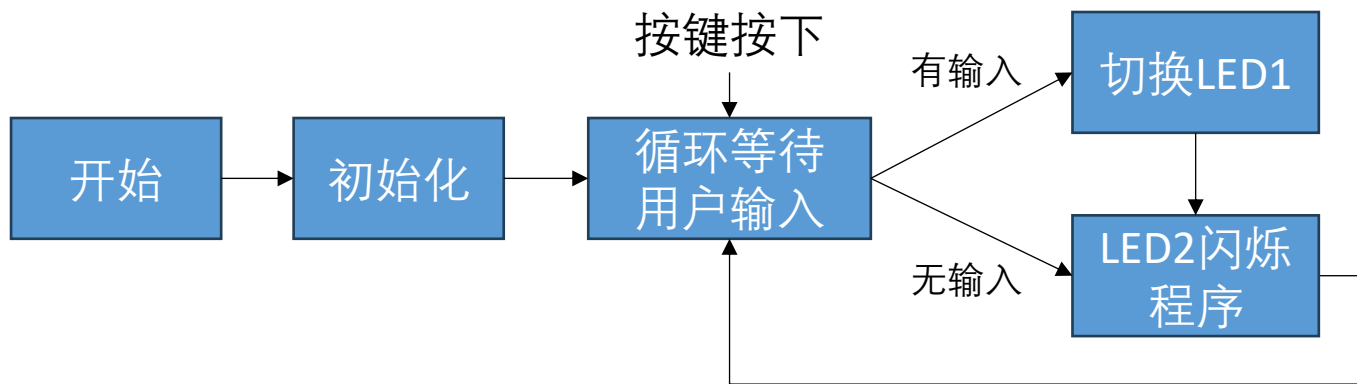 按键按下
有输入
切换LED1
开始
初始化
循环等待
用户输入
无输入
LED2闪烁
程序